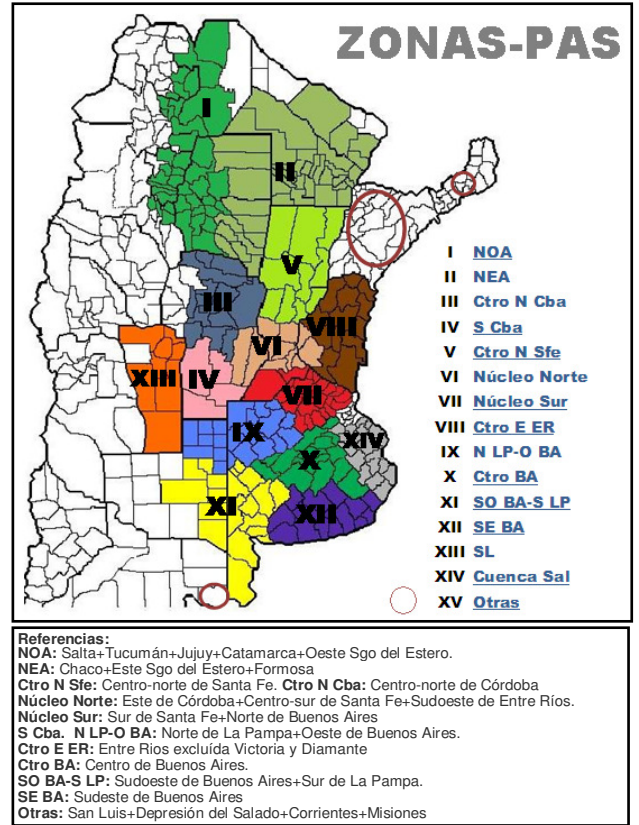 ZONAS-PAS
I
II
III
IV
V
VI
VII
VIII
IX
X
XI
XII
XIII
XIV
I NOA
II NEA
III Ctro N Cba
IV S Cba
V Ctro N Sfe
VI Núcleo Norte
VII Núcleo Sur
VIII Ctro E ER
IX N LP-O BA
X Ctro BA
XI SO BA-S LP
XII SE BA
XIII SL
XIV Cuenca Sal
XV Otras
Referencias:
NOA: Salta+Tucumán+Jujuy+Catamarca+Oeste Sgo del Estero.
NEA: Chaco+Este Sgo del Estero+Formosa
Ctro N Sfe: Centro-norte de Santa Fe. Ctro N Cba: Centro-norte de Córdoba
Núcleo Norte: Este de Córdoba+Centro-sur de Santa Fe+Sudoeste de Entre Ríos.
Núcleo Sur: Sur de Santa Fe+Norte de Buenos Aires
S Cba. N LP-O BA: Norte de La Pampa+Oeste de Buenos Aires.
Ctro E ER: Entre Rios excluída Victoria y Diamante
Ctro BA: Centro de Buenos Aires.
SO BA-S LP: Sudoeste de Buenos Aires+Sur de La Pampa.
SE BA: Sudeste de Buenos Aires
Otras: San Luis+Depresión del Salado+Corrientes+Misiones